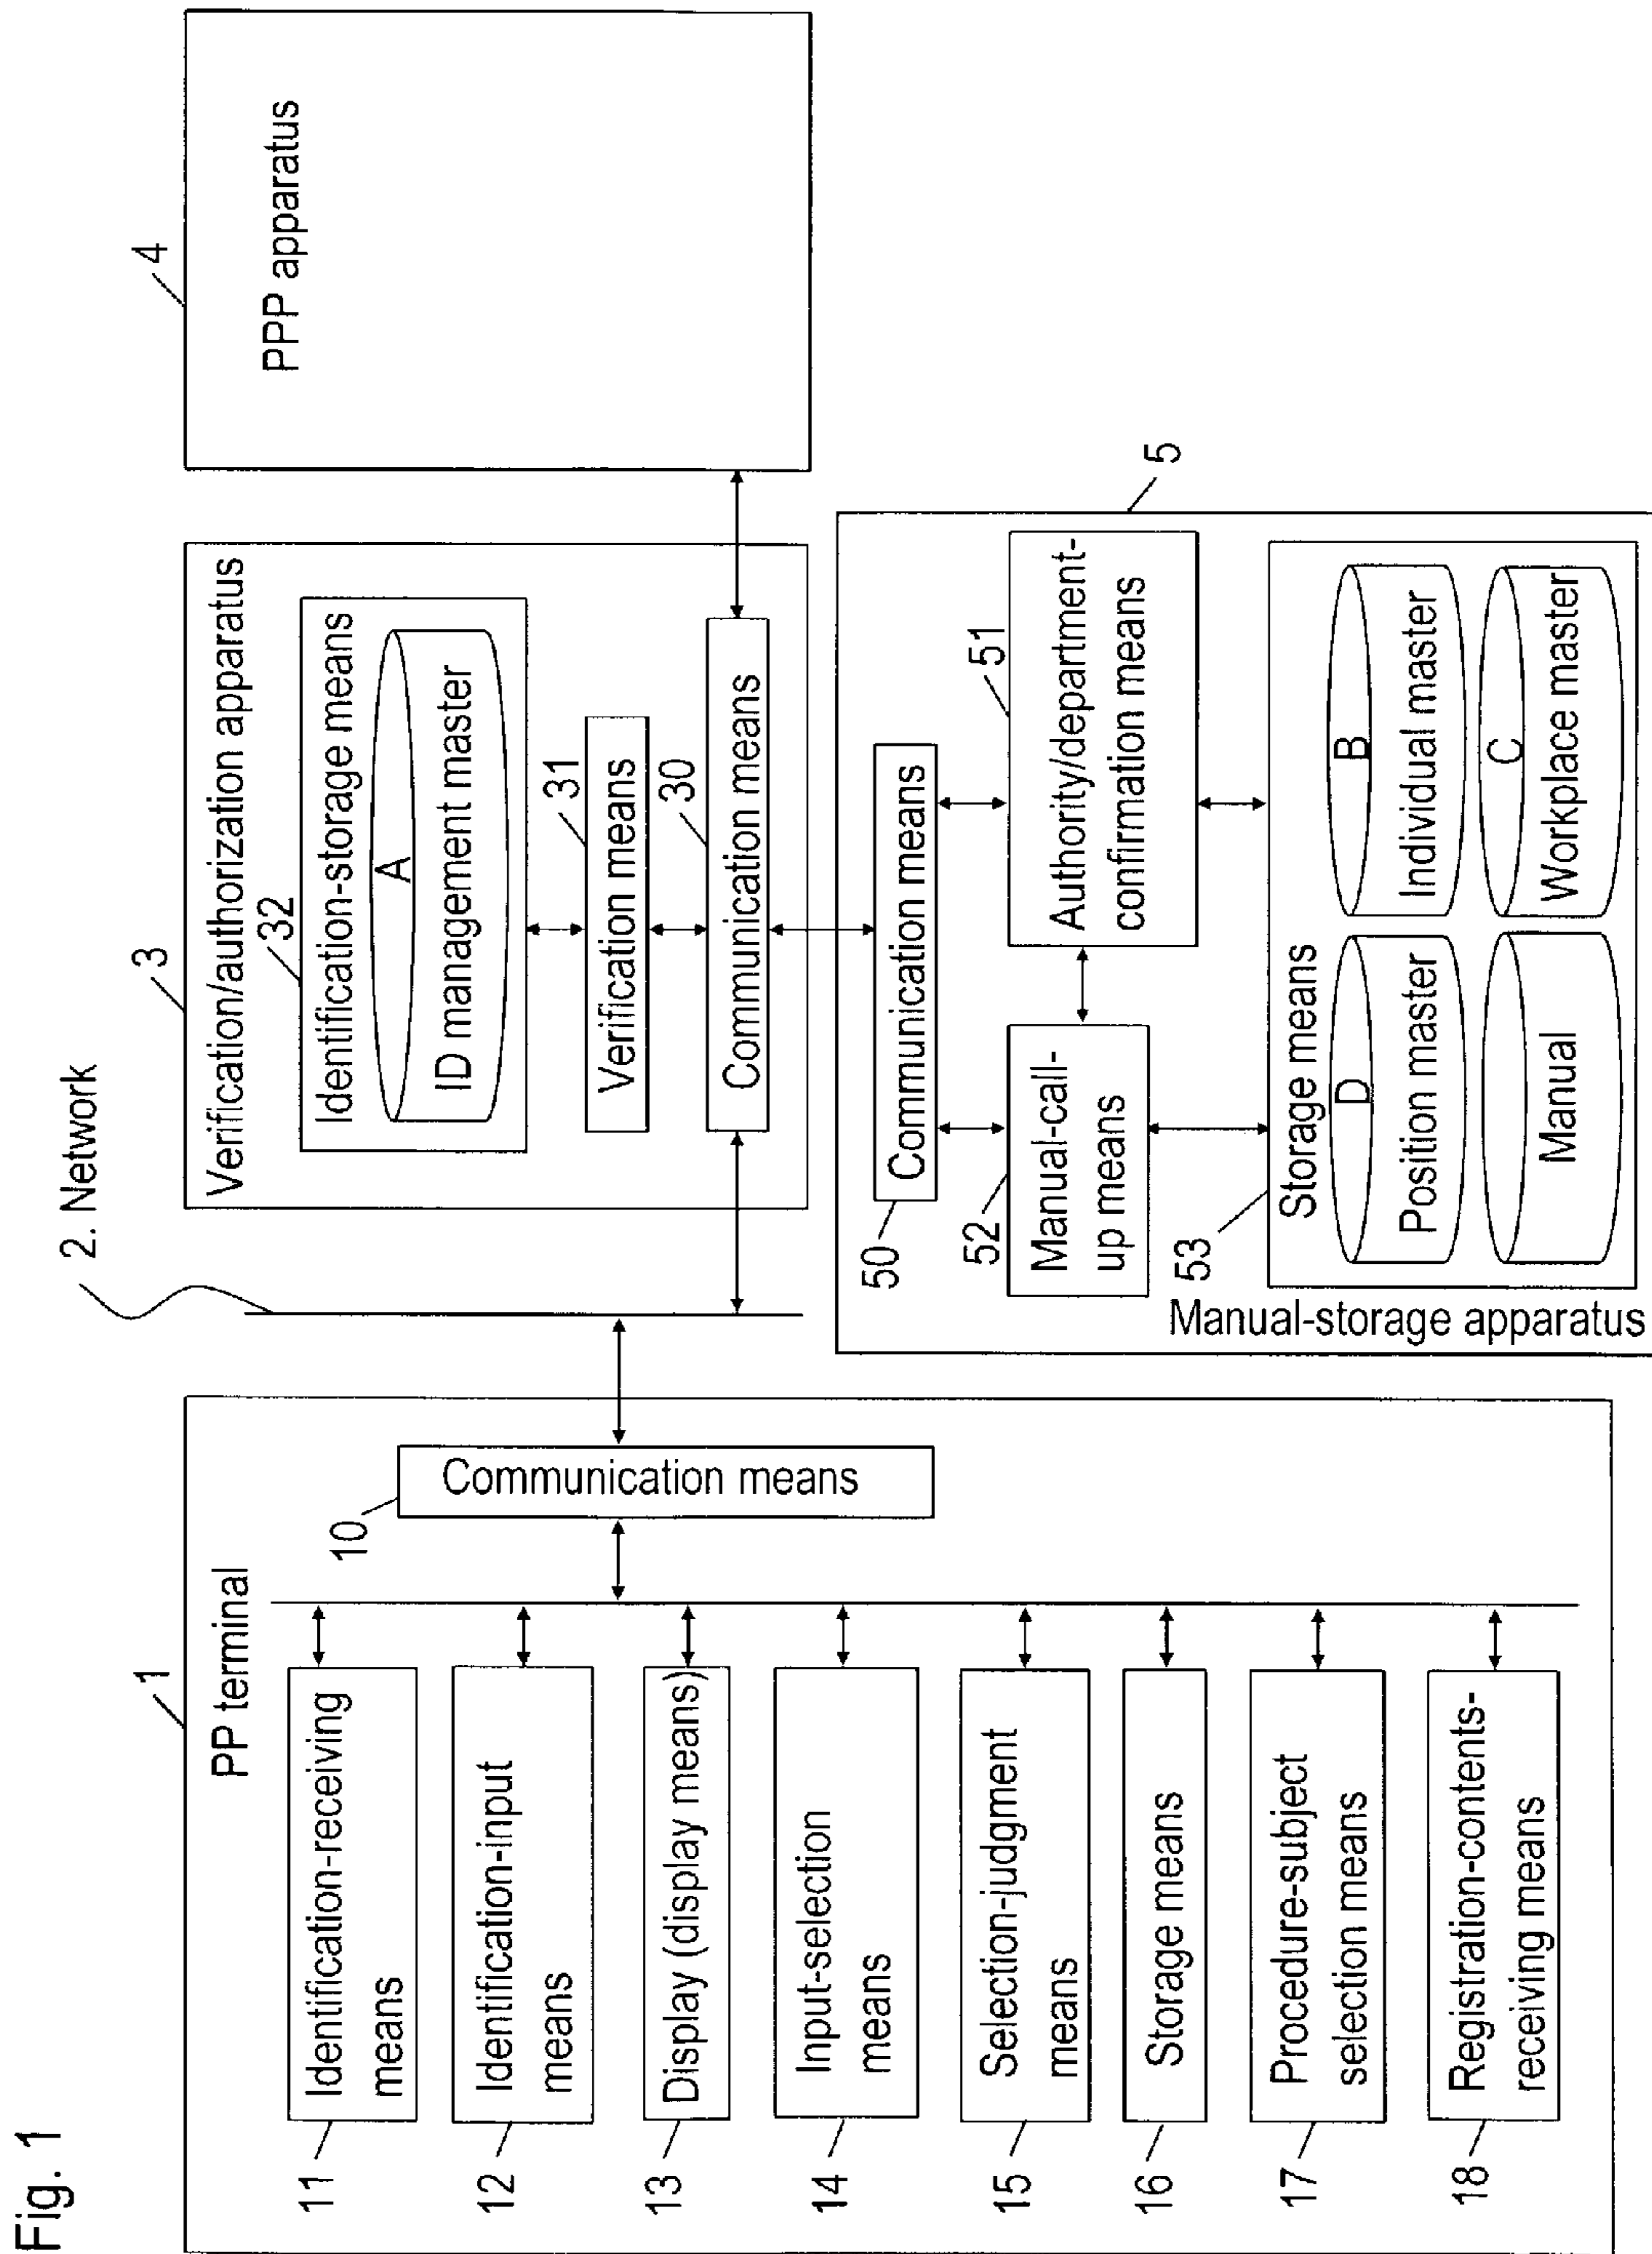 Fig. 1
1
PP terminal
11
Identification-receiving
means
12
Identification-input
means
13
Display (display means)
14
Input-selection
means
15
Selection-judgment
means
16
Storage means
17
Procedure-subject
selection means
18
Registration-contents-
receiving means
10
Communication means
2. Network
3
Verification/authorization apparatus
32
Identification-storage means
A
ID management master
31
Verification means
30
Communication means
4
PPP apparatus
5
50
Communication means
52
Manual-call-
up means
51
Authority/department-
confirmation means
53
Storage means
D
Position master
B
Individual master
Manual
C
Workplace master
Manual-storage apparatus